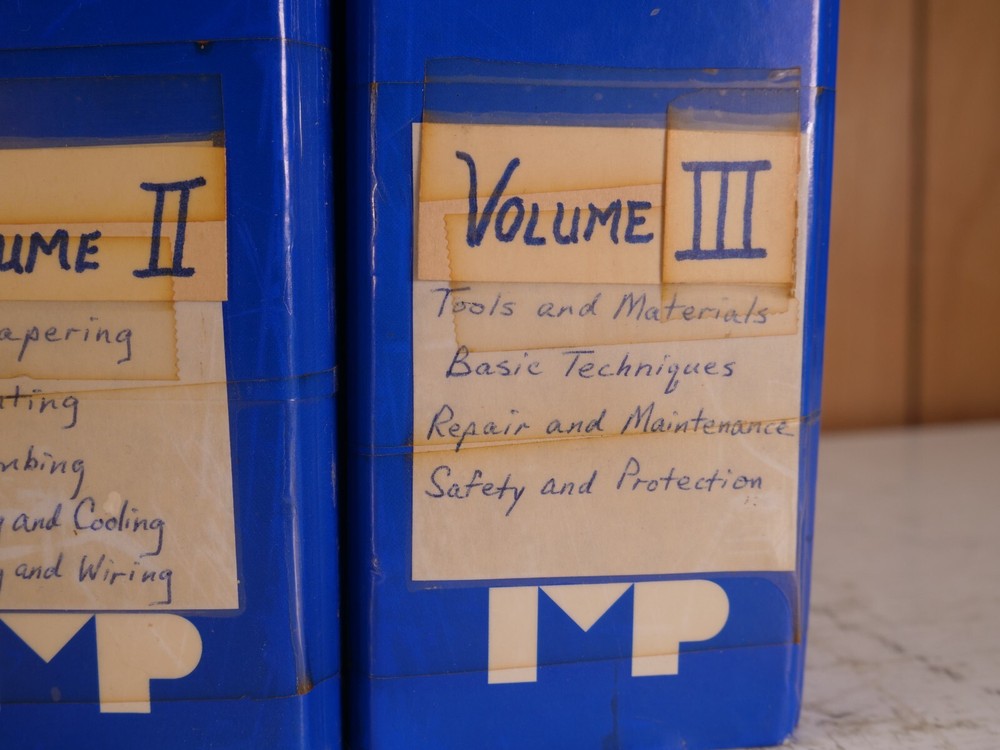 UME II
apering
nting
mbing
and Cooling
and Wiring
MP
VOLUME III
Tools and Materials
Basic Techniques
Repair and Maintenance
Safety and Protection
MP